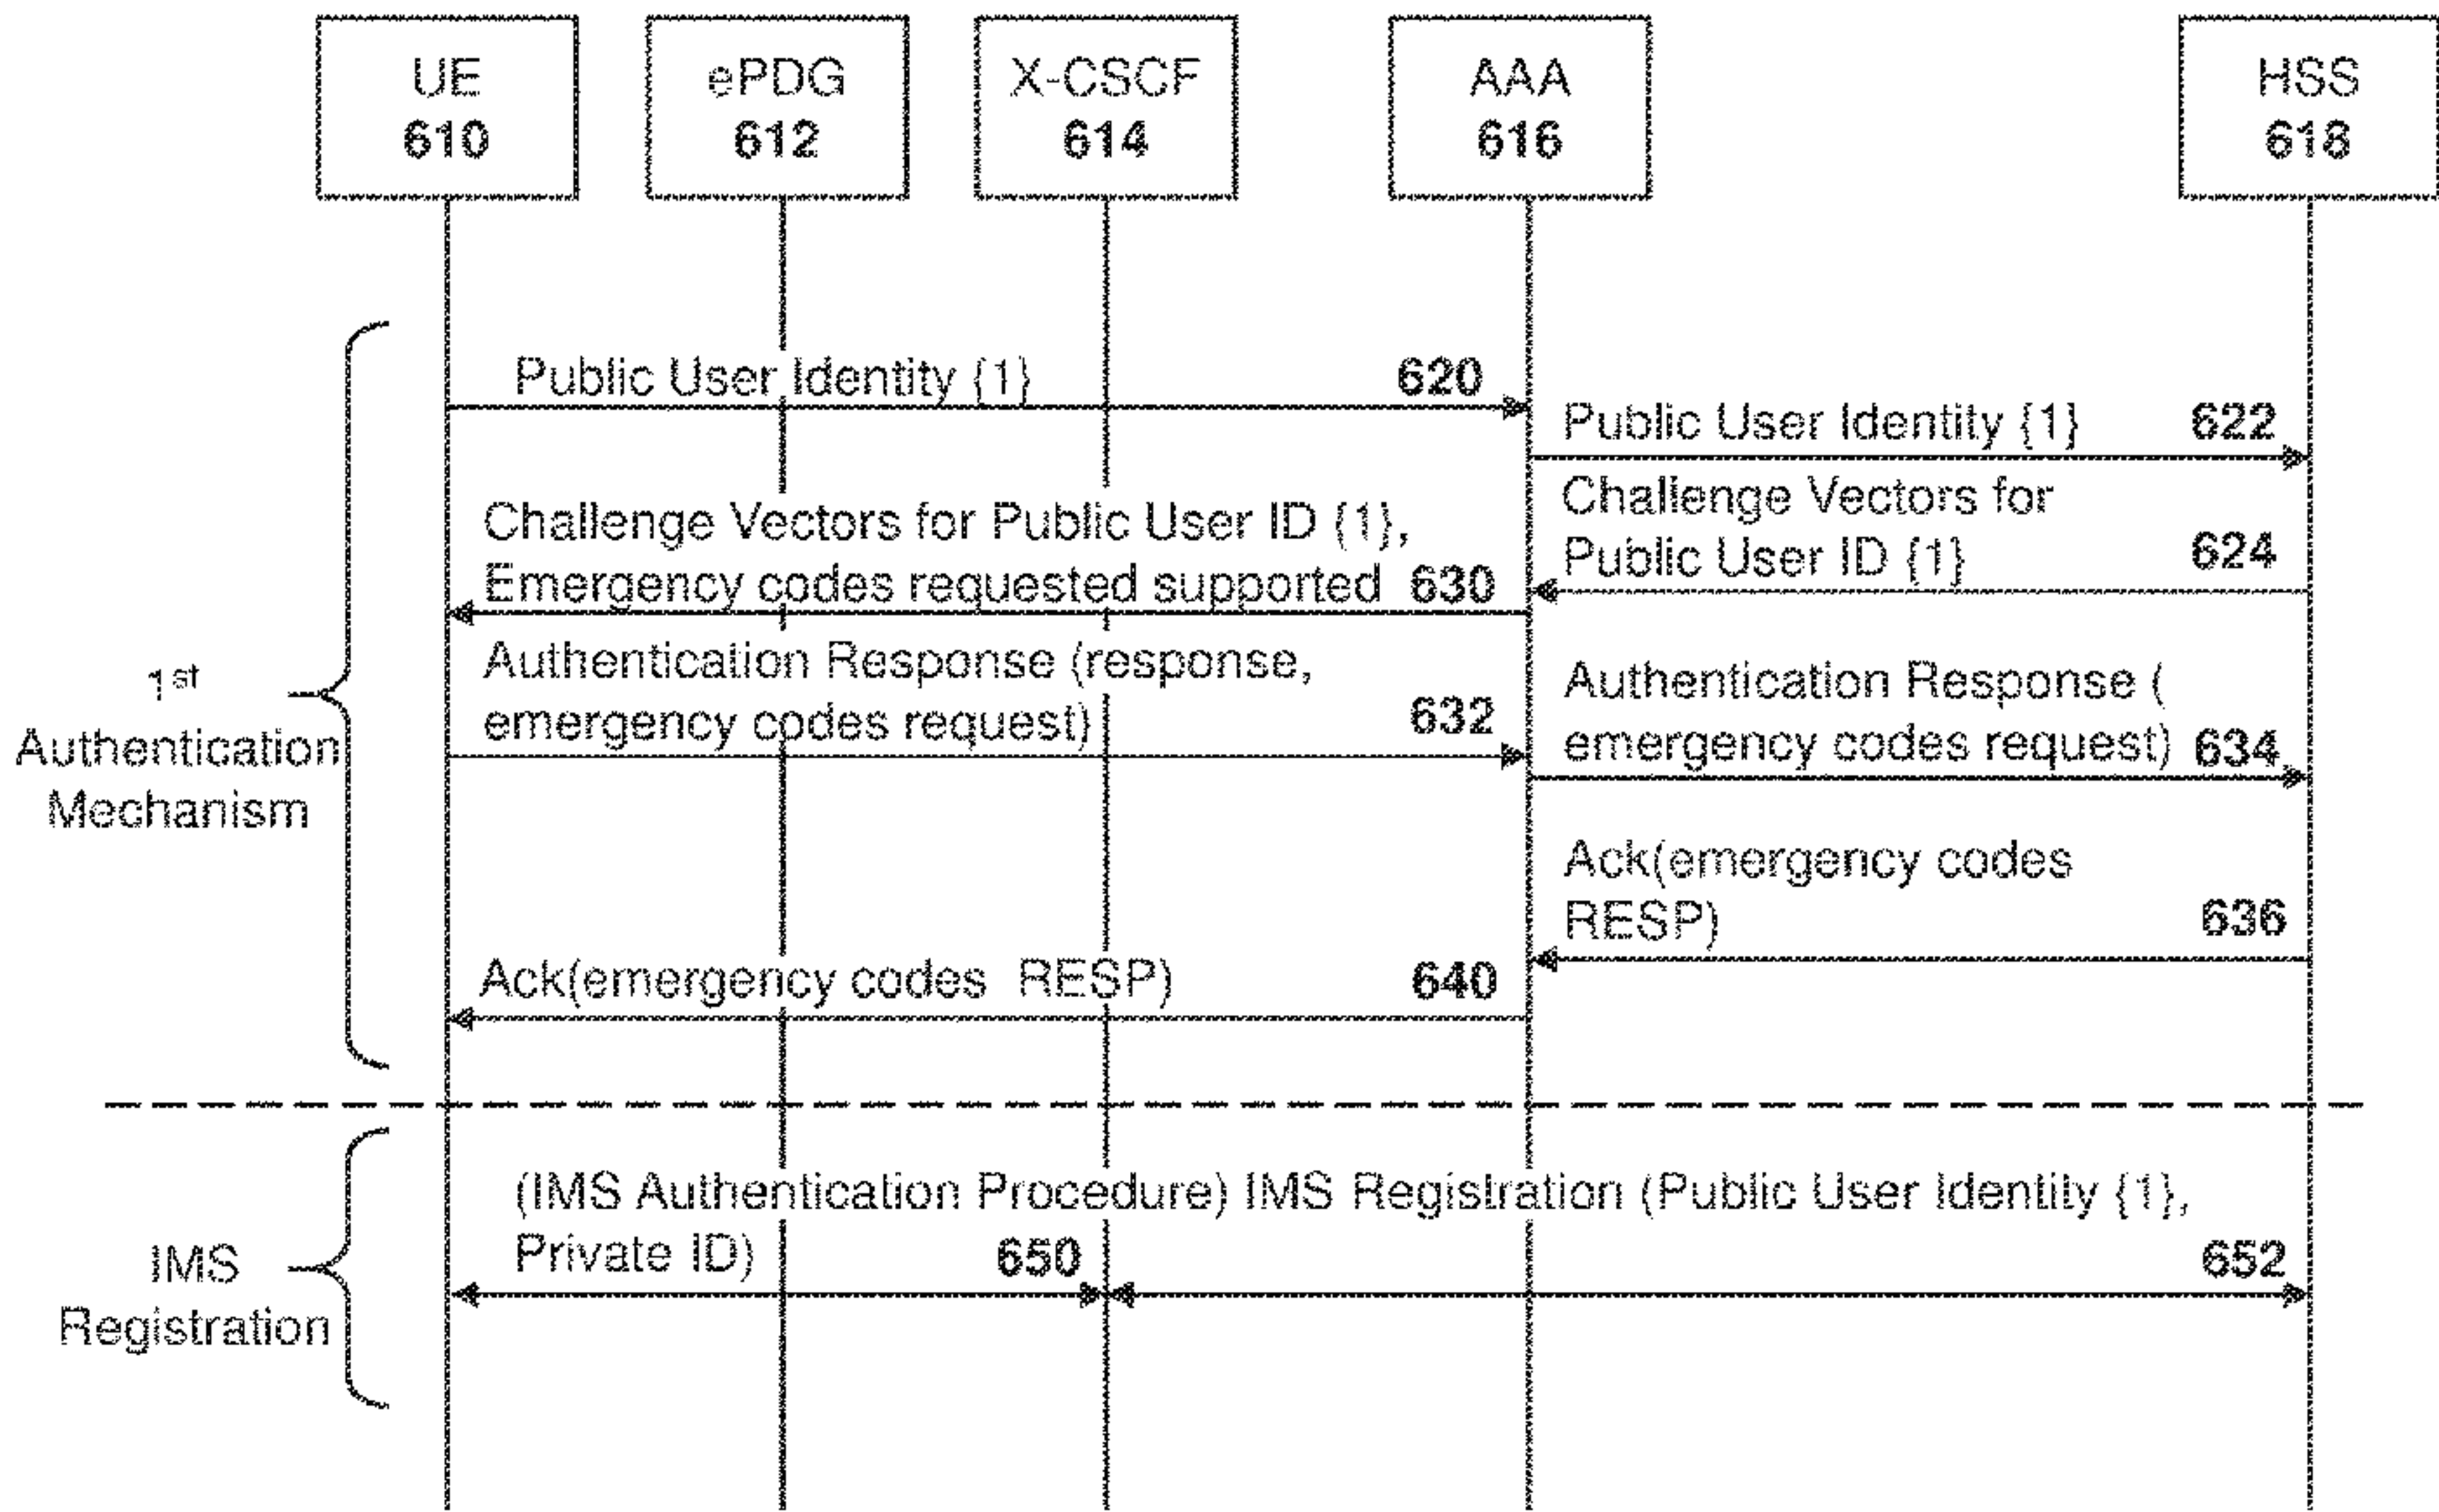 UE
610
ePDG
612
X-CSCF
614
AAA
616
HSS
618
Public User Identity {1}
620
Public User Identity {1}
622
Challenge Vectors for
Public User ID {1}
624
Challenge Vectors for Public User ID {1},
Emergency codes requested supported 630
Authentication Response (response,
emergency codes request)
632
Authentication Response (
emergency codes request) 634
Ack(emergency codes
RESP)
636
Ack(emergency codes RESP)
640
1st
Authentication
Mechanism
(IMS Authentication Procedure) IMS Registration (Public User Identity {1},
Private ID)
650
652
IMS
Registration